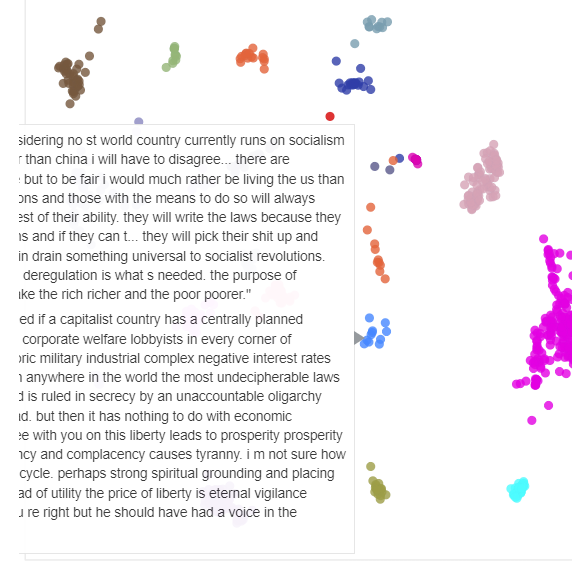 sidering no st world country currently runs on socialism
r than china i will have to disagree... there are
but to be fair i would much rather be living the us than
ons and those with the means to do so will always
est of their ability. they will write the laws because they
ns and if they can t... they will pick their shit up and
in drain something universal to socialist revolutions.
deregulation is what s needed. the purpose of
ake the rich richer and the poor poorer."
ed if a capitalist country has a centrally planned
corporate welfare lobbyists in every corner of
oric military industrial complex negative interest rates
n anywhere in the world the most undecipherable laws
d is ruled in secrecy by an unaccountable oligarchy
nd. but then it has nothing to do with economic
ee with you on this liberty leads to prosperity prosperity
ncy and complacency causes tyranny. i m not sure how
cycle. perhaps strong spiritual grounding and placing
ad of utility the price of liberty is eternal vigilance
u re right but he should have had a voice in the